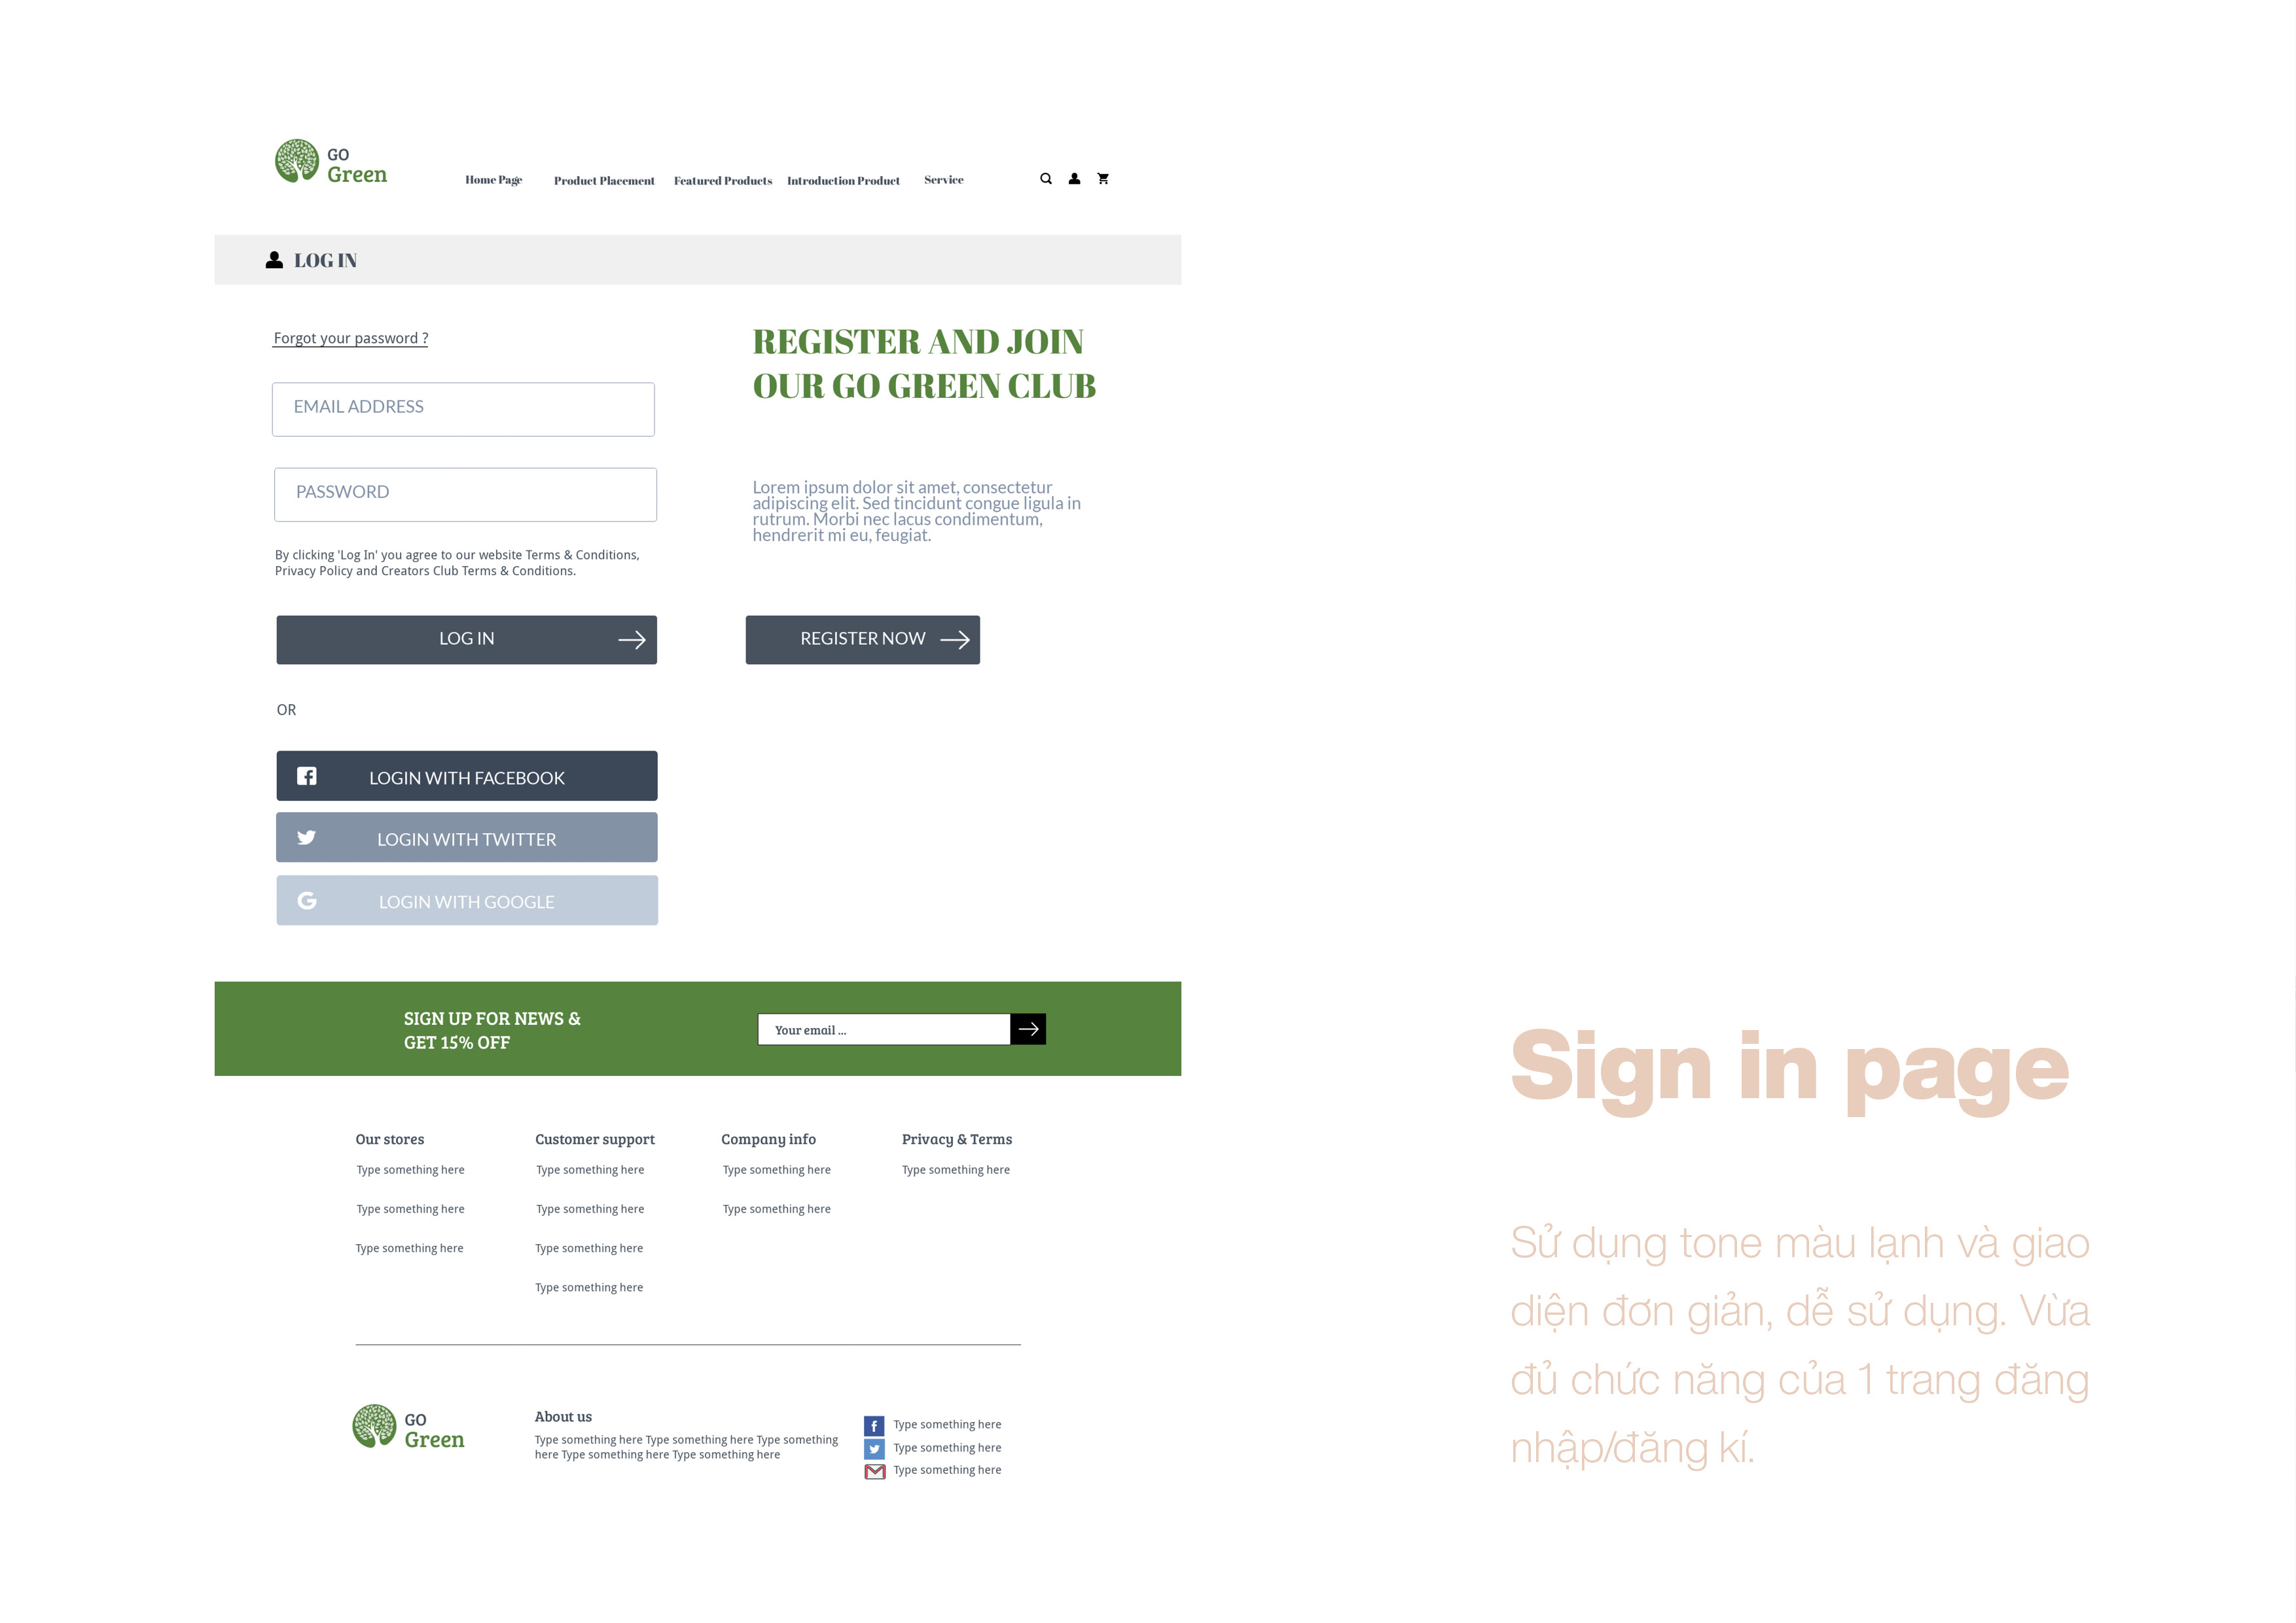 GO
Green
Home Page
Product Placement
Featured Products
Introduction Product
Service
LOG IN
Forgot your password ?
EMAIL ADDRESS
PASSWORD
By clicking 'Log In' you agree to our website Terms & Conditions,
Privacy Policy and Creators Club Terms & Conditions.
LOG IN
OR
LOGIN WITH FACEBOOK
LOGIN WITH TWITTER
LOGIN WITH GOOGLE
REGISTER AND JOIN
OUR GO GREEN CLUB
Lorem ipsum dolor sit amet, consectetur
adipiscing elit. Sed tincidunt congue ligula in
rutrum. Morbi nec lacus condimentum,
hendrerit mi eu, feugiat.
REGISTER NOW
SIGN UP FOR NEWS &
GET 15% OFF
Your email ...
Our stores
Type something here
Type something here
Type something here
Customer support
Type something here
Type something here
Type something here
Type something here
Company info
Type something here
Type something here
Privacy & Terms
Type something here
GO
Green
About us
Type something here Type something here Type something
here Type something here Type something here
Type something here
Type something here
Type something here
Sign in page
Sử dụng tone màu lạnh và giao
diện đơn giản, dễ sử dụng. Vừa
đủ chức năng của 1 trang đăng
nhập/đăng kí.